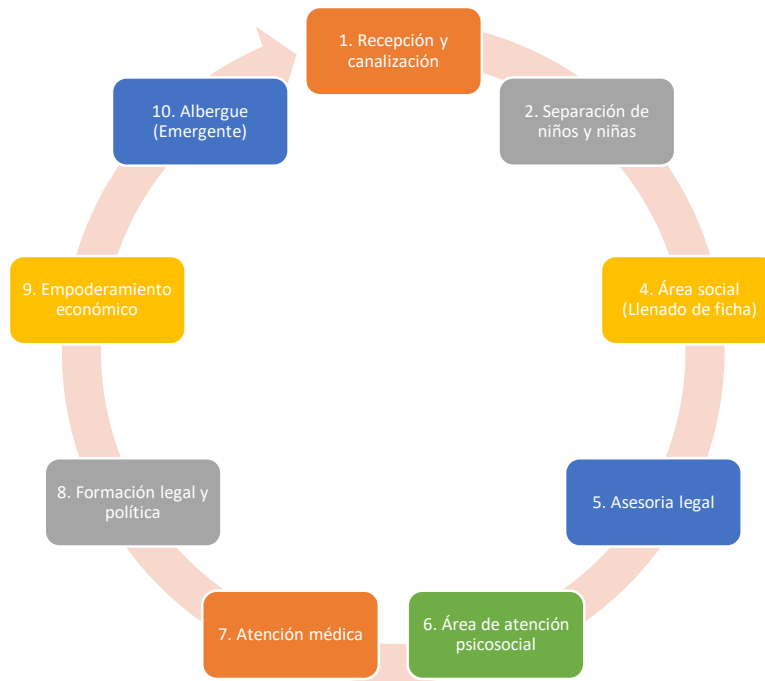 1. Recepción y
canalización
2. Separación de
niños y niñas
4. Área social
(Llenado de ficha)
5. Asesoria legal
6. Área de atención
psicosocial
7. Atención médica
8. Formación legal y
política
9. Empoderamiento
económico
10. Albergue
(Emergente)